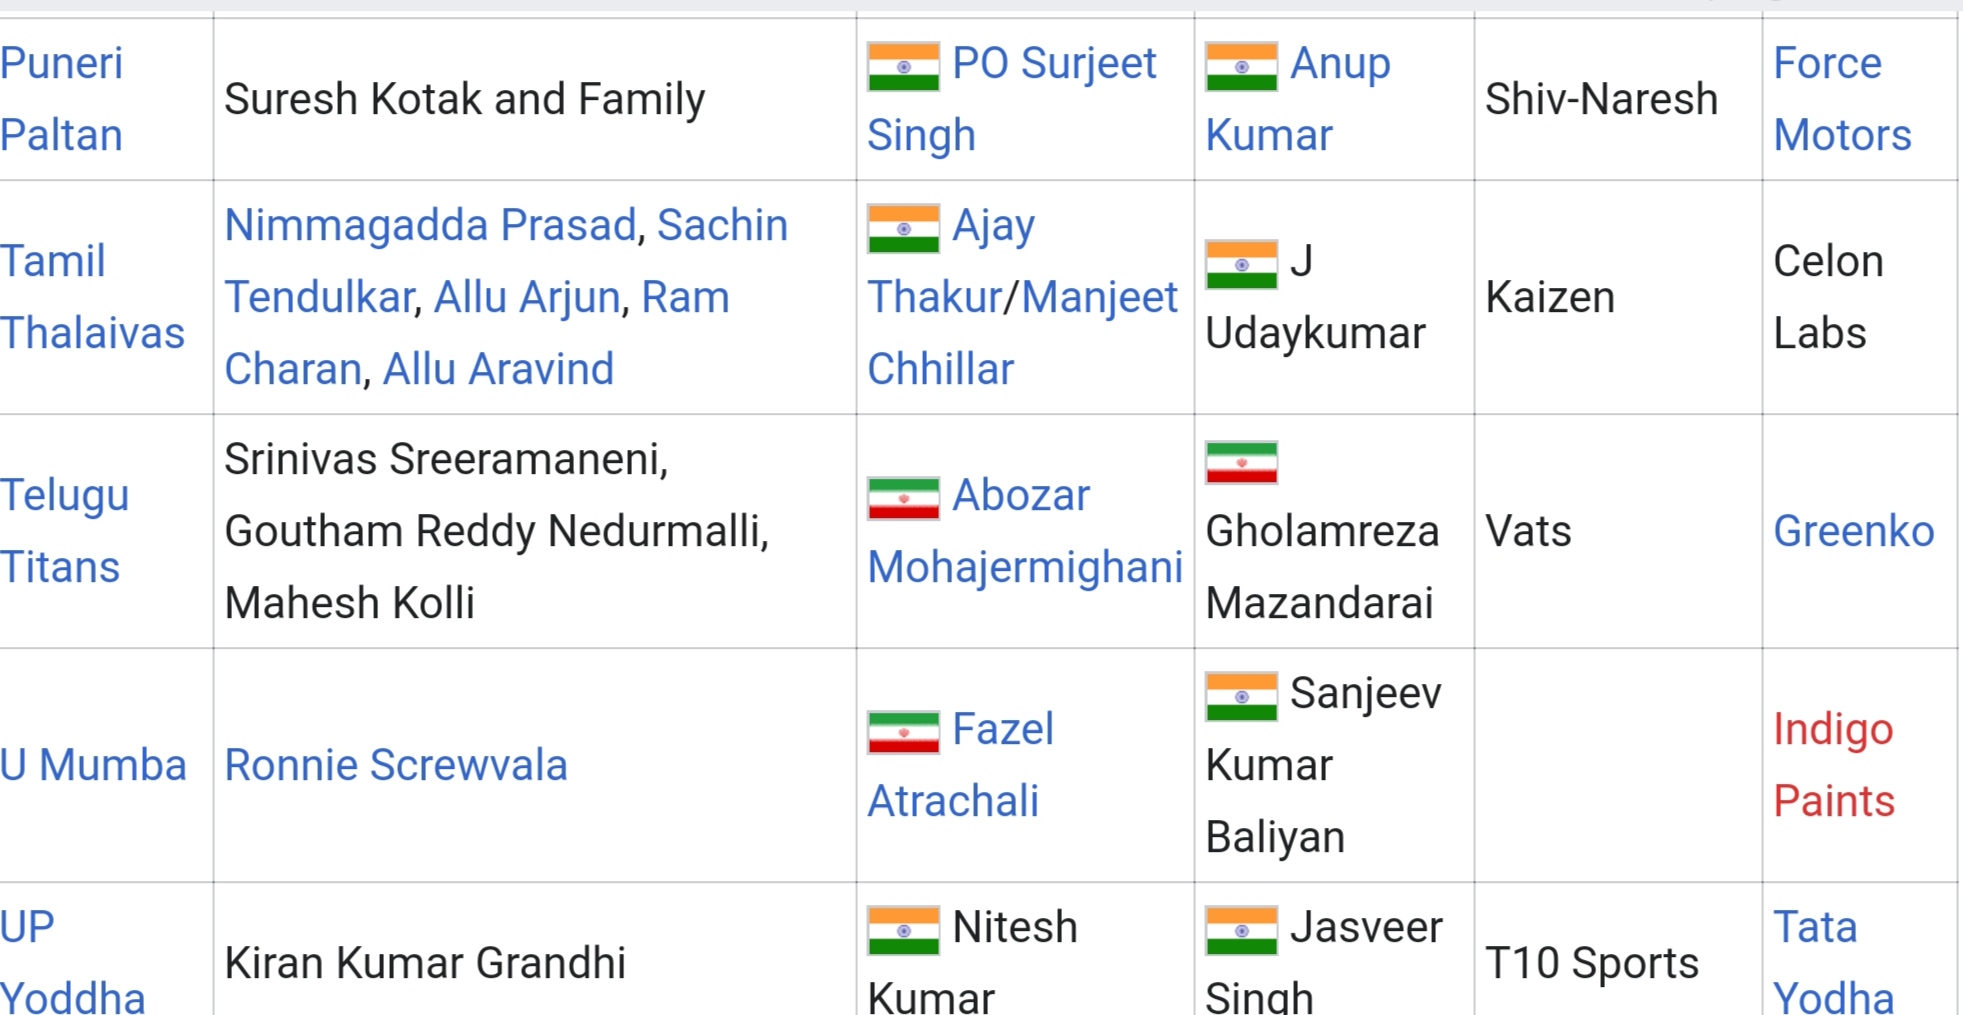 Puneri
Paltan
Suresh Kotak and Family
PO Surjeet
Singh
Anup
Kumar
Shiv-Naresh
Force
Motors
Tamil
Thalaivas
Nimmagadda Prasad, Sachin
Tendulkar, Allu Arjun, Ram
Charan, Allu Aravind
Ajay
Thakur/Manjeet
Chhillar
J
Udaykumar
Kaizen
Celon
Labs
Telugu
Titans
Srinivas Sreeramaneni,
Goutham Reddy Nedurmalli,
Mahesh Kolli
Abozar
Mohajermighani
Gholamreza
Mazandarai
Vats
Greenko
U Mumba
Ronnie Screwvala
Fazel
Atrachali
Sanjeev
Kumar
Baliyan
Indigo
Paints
UP
Yoddha
Kiran Kumar Grandhi
Nitesh
Kumar
Jasveer
Singh
T10 Sports
Tata
Yodha